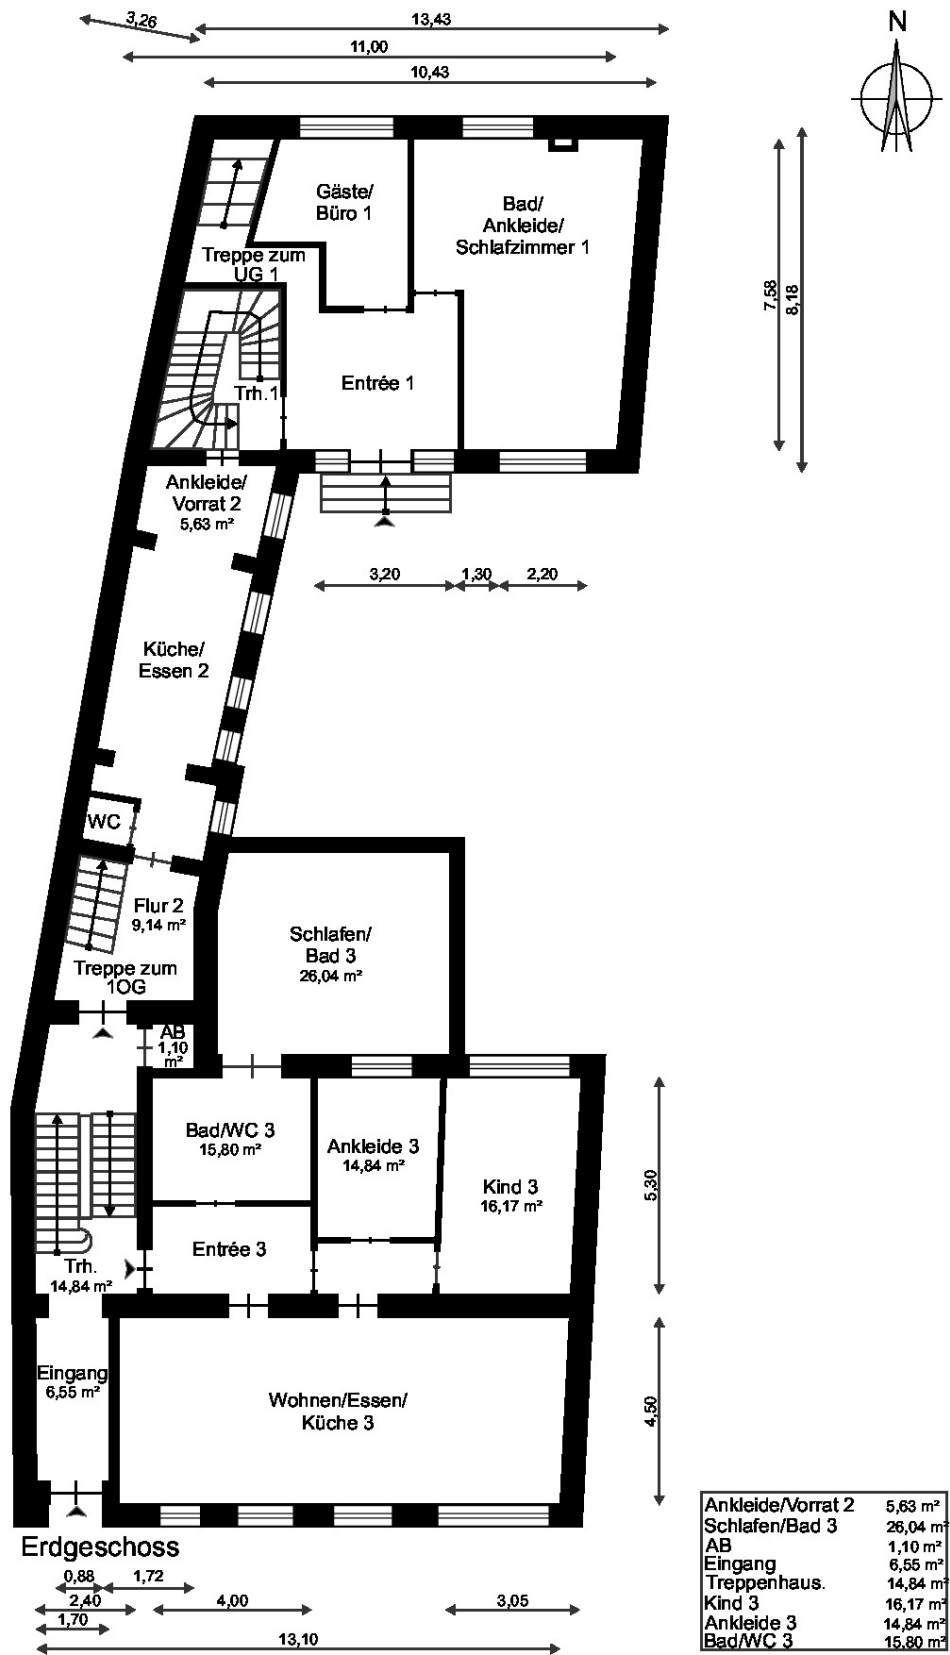 3,26
13,43
N
11,00
10,43
Gäste/
Büro 1
Bad/
Ankleide/
Schlafzimmer 1
Treppe zum
UG 1
7,58
8,18
Trh.1
Entrée 1
Ankleide/
Vorrat 2
5,63 m²
3,20
1,30
2,20
Küche/
Essen 2
WC
Flur 2
9,14 m²
Treppe zum
1OG
Schlafen/
Bad 3
26,04 m²
AB
1,10
m²
Bad/WC 3
15,80 m²
Ankleide 3
14,84 m²
Kind 3
16,17 m²
5,30
Entrée 3
Trh.
14,84 m²
Eingang
6,55 m²
Wohnen/Essen/
Küche 3
4,50
Erdgeschoss
0,88
1,72
2,40
4,00
3,05
1,70
13,10
Ankleide/Vorrat 2 5,63 m²
Schlafen/Bad 3 26,04 m²
AB 1,10 m²
Eingang 6,55 m²
Treppenhaus. 14,84 m²
Kind 3 16,17 m²
Ankleide 3 14,84 m²
Bad/WC 3 15,80 m²